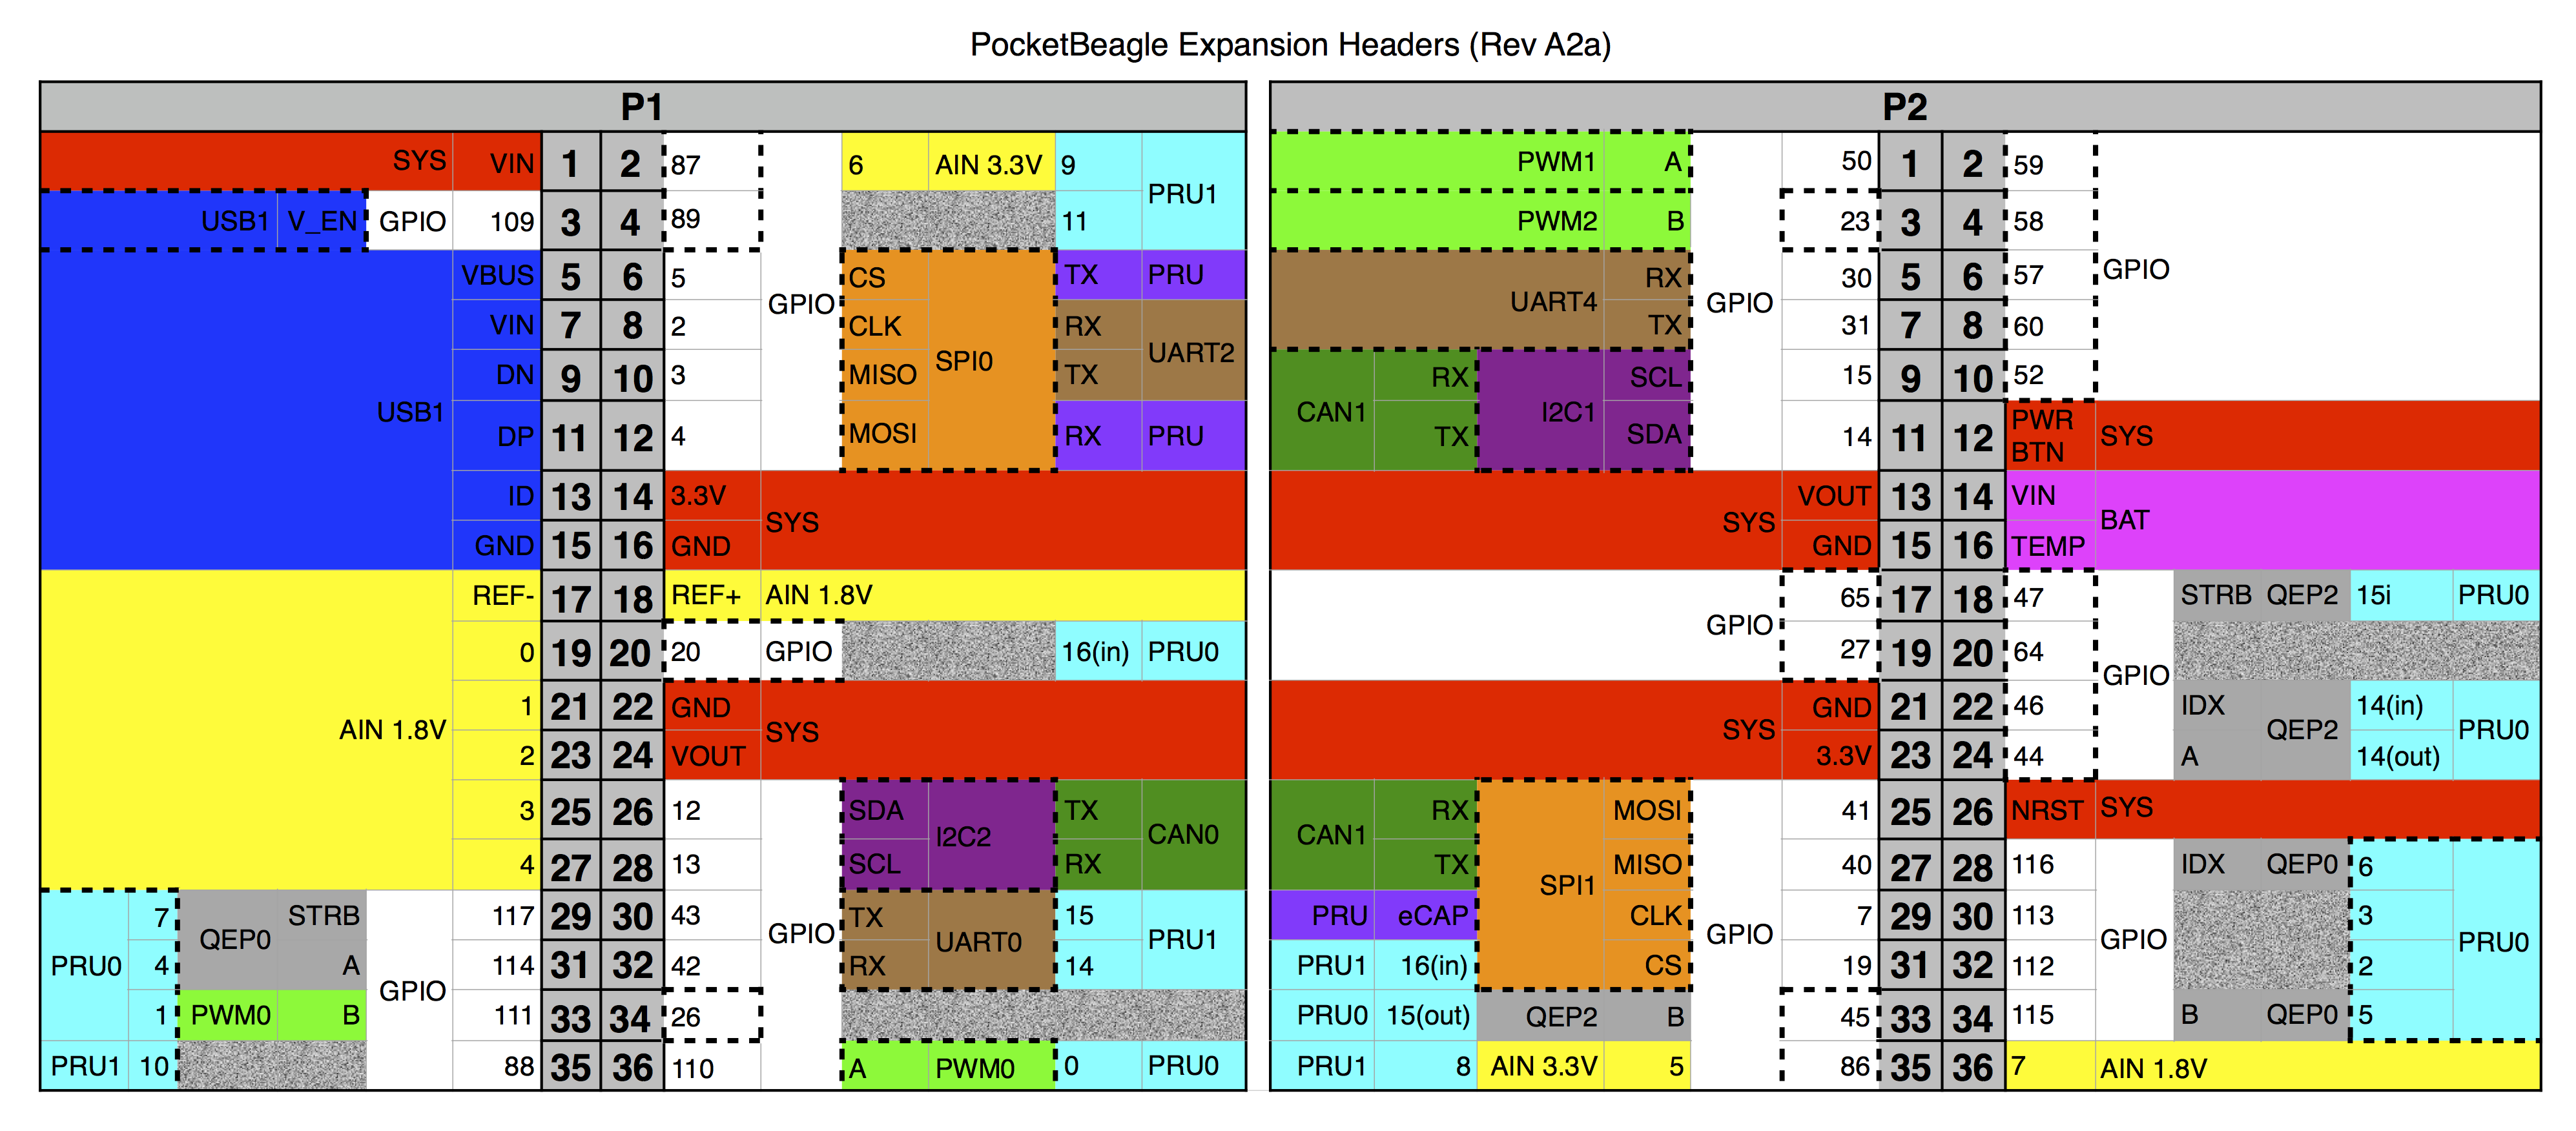 PocketBeagle Expansion Headers (Rev A2a)
P1
SYS VIN 1 2 87 6 AIN 3.3V 9 PRU1
USB1 V_EN GPIO 109 3 4 89 11
VBUS 5 6 5 GPIO CS TX PRU
VIN 7 8 2 CLK SPI0 RX UART2
DN 9 10 3 MISO TX
USB1 DP 11 12 4 MOSI RX PRU
ID 13 14 3.3V SYS
GND 15 16 GND
REF- 17 18 REF+ AIN 1.8V
0 19 20 20 GPIO 16(in) PRU0
1 21 22 GND SYS
AIN 1.8V 2 23 24 VOUT
3 25 26 12 SDA I2C2 TX CAN0
4 27 28 13 SCL RX
PRU0 7 QEP0 STRB GPIO 117 29 30 43 GPIO TX UART0 15 PRU1
4 A 114 31 32 42 RX 14
1 PWM0 B 111 33 34 26
PRU1 10 88 35 36 110 A PWM0 0 PRU0
P2
PWM1 A 50 1 2 59 GPIO
PWM2 B 23 3 4 58
UART4 RX GPIO 30 5 6 57
TX 31 7 8 60
CAN1 RX I2C1 SCL 15 9 10 52
TX SDA 14 11 12 PWR BTN SYS
SYS VOUT 13 14 VIN BAT
GND 15 16 TEMP
GPIO 65 17 18 47 GPIO STRB QEP2 15i PRU0
27 19 20 64
SYS GND 21 22 46 IDX QEP2 14(in) PRU0
3.3V 23 24 44 A 14(out)
CAN1 RX SPI1 MOSI GPIO 41 25 26 NRST SYS
TX MISO 40 27 28 116 GPIO IDX QEP0 6 PRU0
PRU eCAP CLK 7 29 30 113 3
PRU1 16(in) CS 19 31 32 112 2
PRU0 15(out) QEP2 B 45 33 34 115 B QEP0 5
PRU1 8 AIN 3.3V 5 86 35 36 7 AIN 1.8V